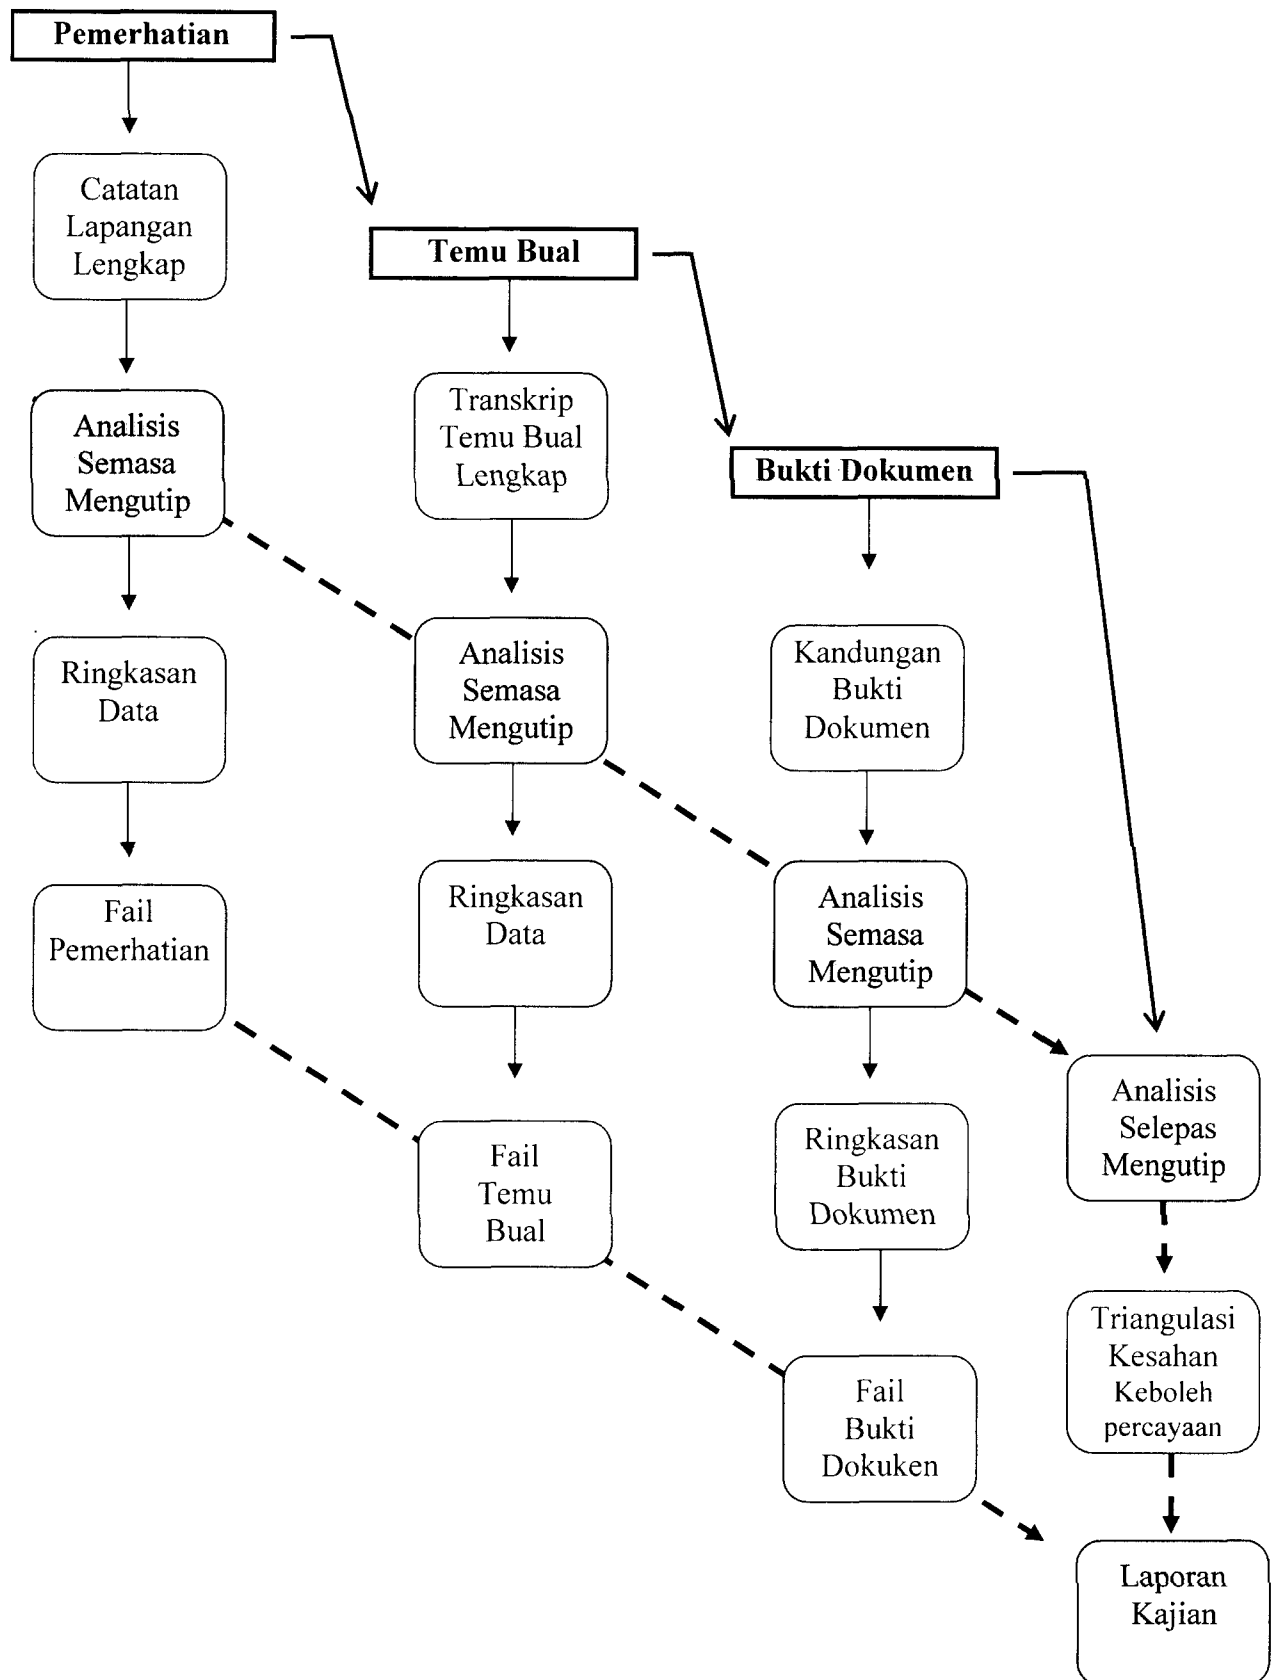 Pemerhatian
Catatan
Lapangan
Lengkap
Analisis
Semasa
Mengutip
Ringkasan
Data
Fail
Pemerhatian
Temu Bual
Transkrip
Temu Bual
Lengkap
Analisis
Semasa
Mengutip
Ringkasan
Data
Fail
Temu
Bual
Bukti Dokumen
Kandungan
Bukti
Dokumen
Analisis
Semasa
Mengutip
Ringkasan
Bukti
Dokumen
Fail
Bukti
Dokuken
Analisis
Selepas
Mengutip
Triangulasi
Kesahan
Keboleh
percayaan
Laporan
Kajian